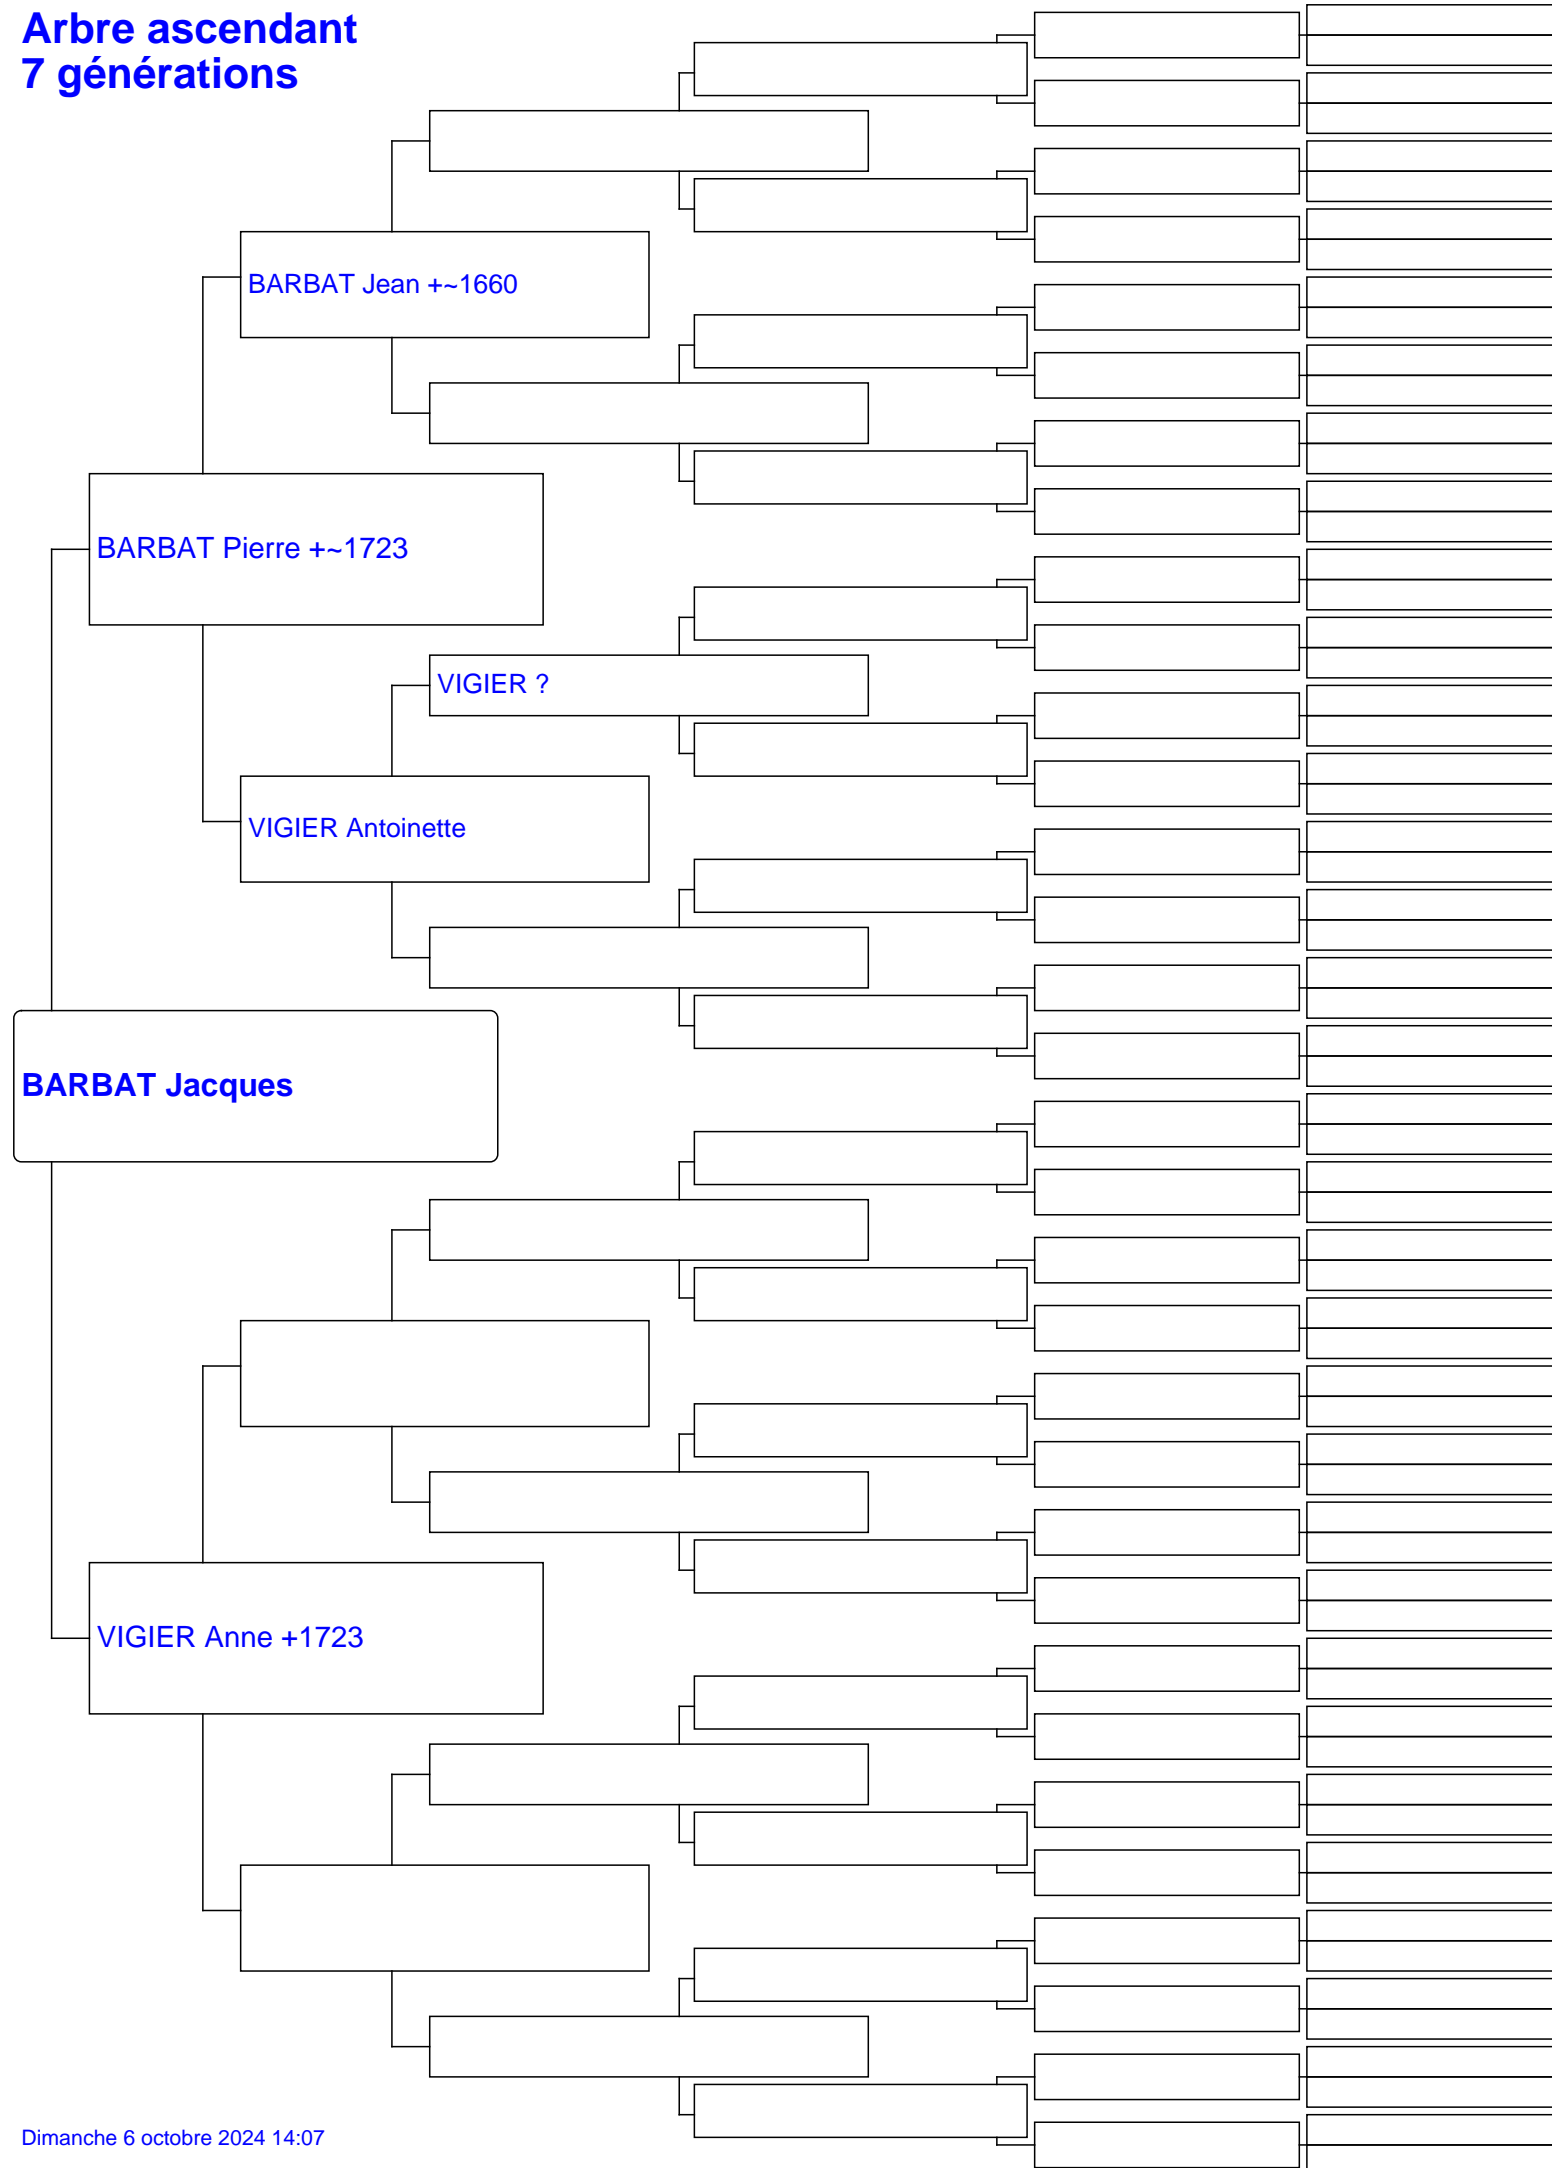 Arbre ascendant
7 générations
BARBAT Jean +~1660
BARBAT Pierre +~1723
VIGIER ?
VIGIER Antoinette
BARBAT Jacques
VIGIER Anne +1723
Dimanche 6 octobre 2024 14:07